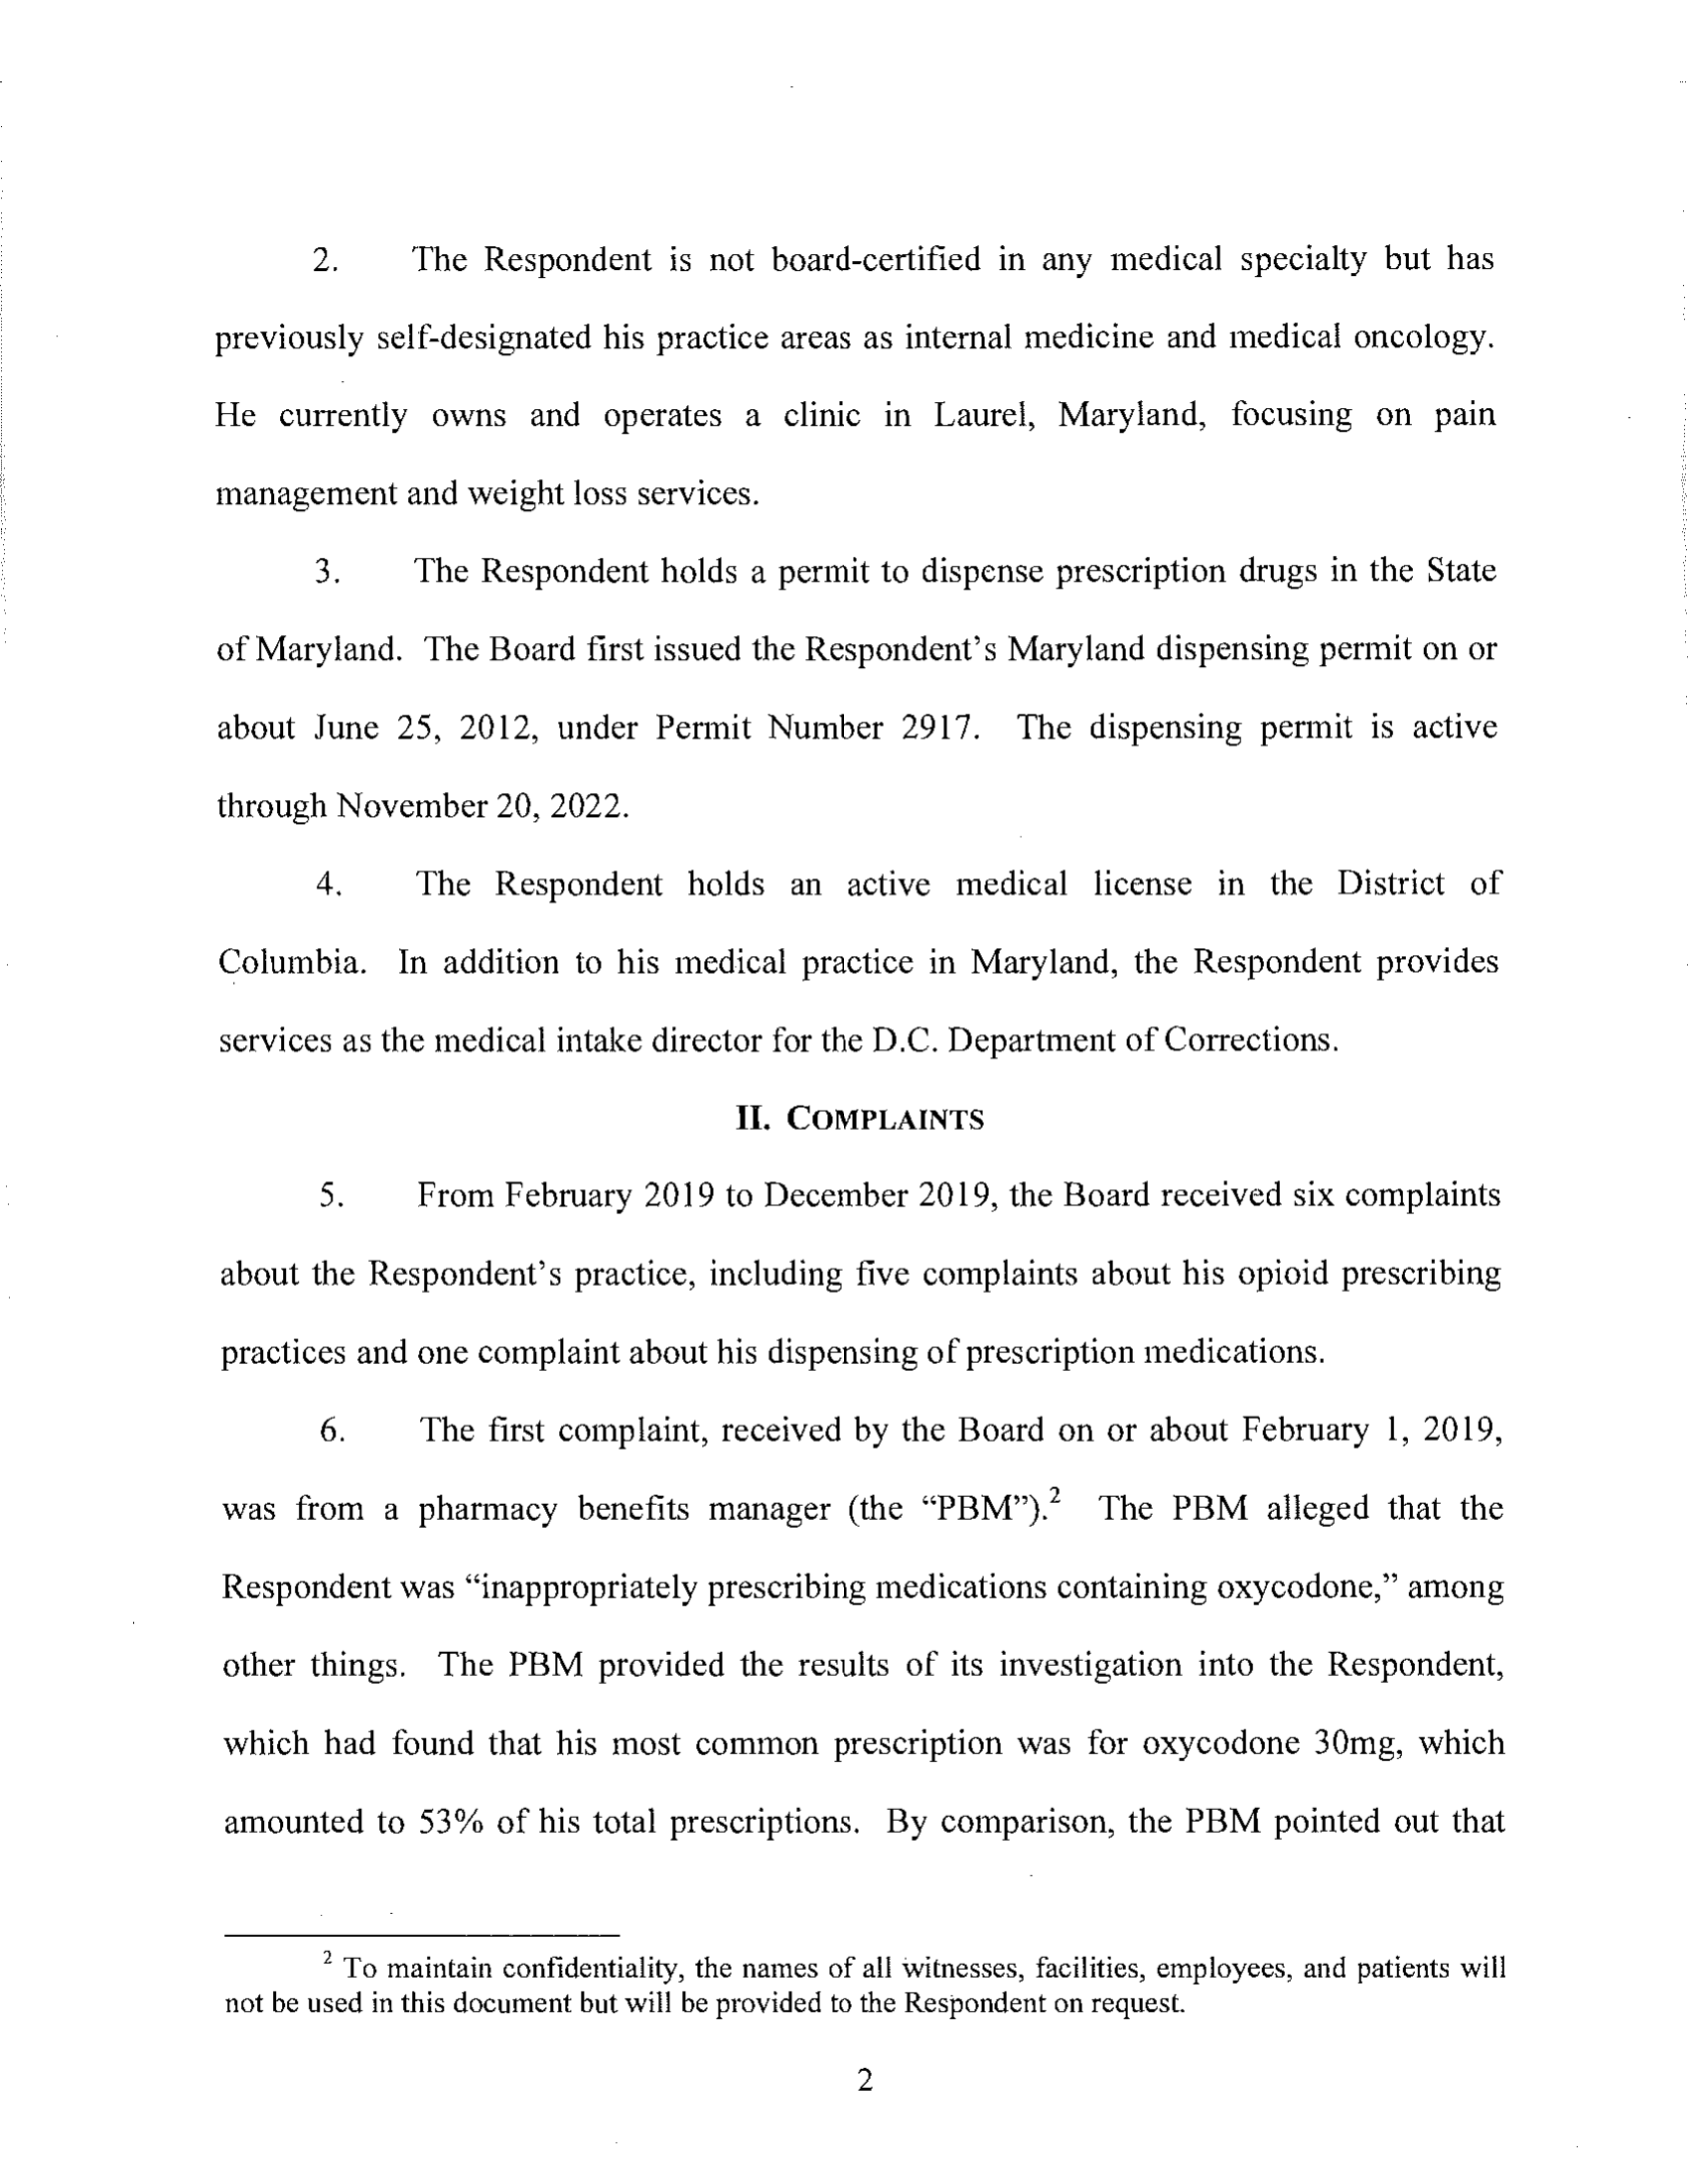 2. The Respondent is not board-certified in any medical specialty but has
previously self-designated his practice areas as internal medicine and medical oncology.
He currently owns and operates a clinic in Laurel, Maryland, focusing on pain
management and weight loss services.
3. The Respondent holds a permit to dispense prescription drugs in the State
of Maryland. The Board first issued the Respondent's Maryland dispensing permit on or
about June 25, 2012, under Permit Number 2917. The dispensing permit is active
through November 20, 2022.
4. The Respondent holds an active medical license in the District of
Columbia. In addition to his medical practice in Maryland, the Respondent provides
services as the medical intake director for the D.C. Department of Corrections.
II. COMPLAINTS
5. From February 2019 to December 2019, the Board received six complaints
about the Respondent's practice, including five complaints about his opioid prescribing
practices and one complaint about his dispensing of prescription medications.
6. The first complaint, received by the Board on or about February 1, 2019,
was from a pharmacy benefits manager (the “PBM”).² The PBM alleged that the
Respondent was “inappropriately prescribing medications containing oxycodone,” among
other things. The PBM provided the results of its investigation into the Respondent,
which had found that his most common prescription was for oxycodone 30mg, which
amounted to 53% of his total prescriptions. By comparison, the PBM pointed out that
² To maintain confidentiality, the names of all witnesses, facilities, employees, and patients will
not be used in this document but will be provided to the Respondent on request.
2